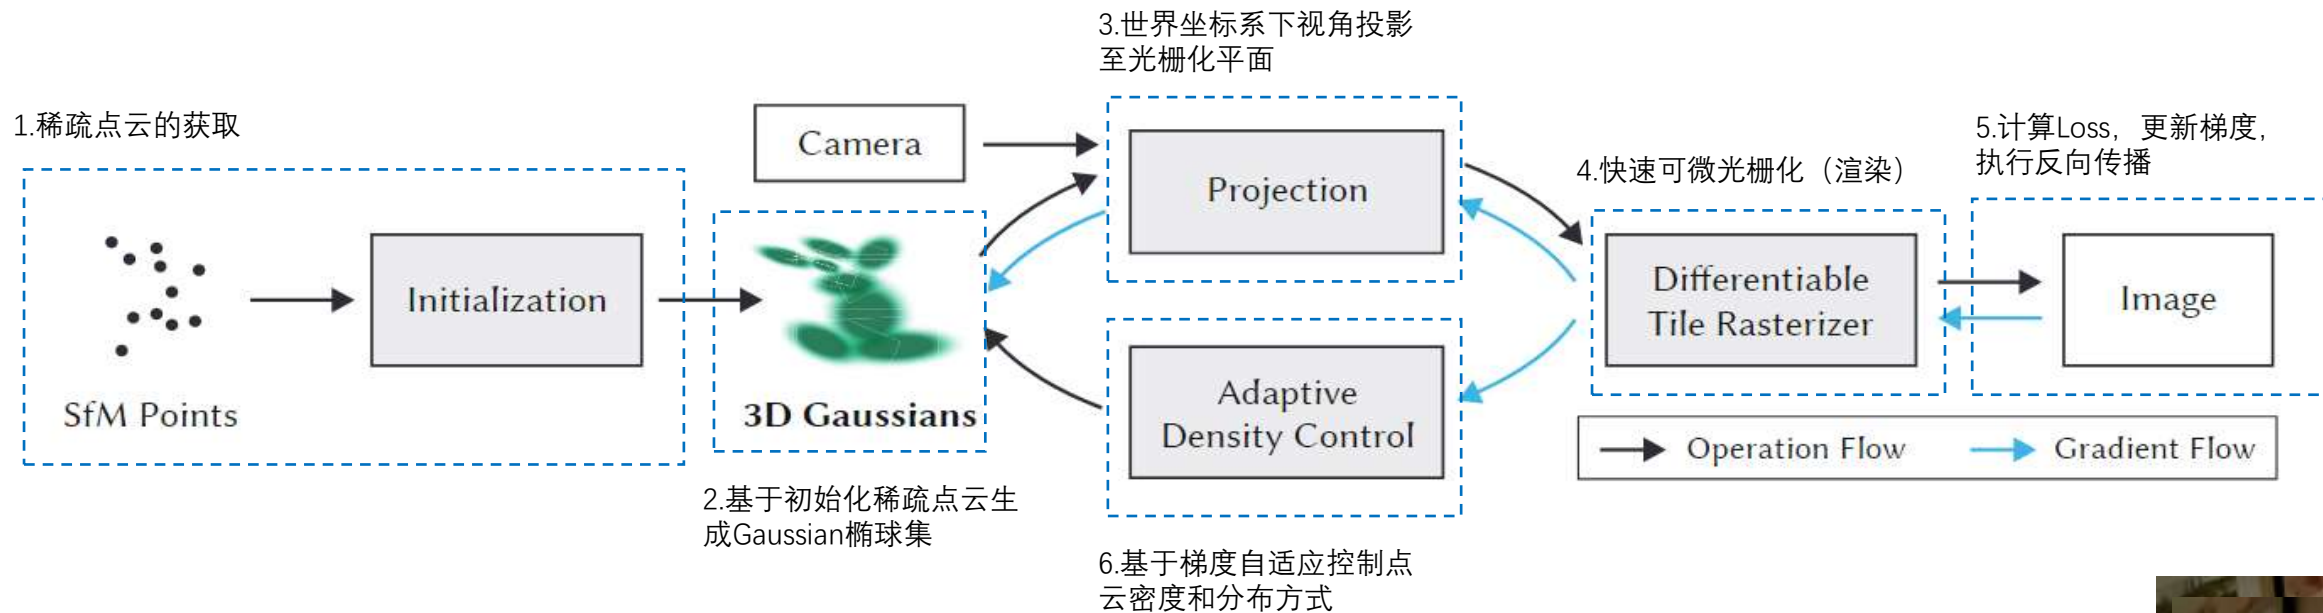 3.世界坐标系下视角投影
至光栅化平面
1.稀疏点云的获取
Camera
Projection
5.计算Loss，更新梯度，
执行反向传播
4.快速可微光栅化（渲染）
Initialization
SfM Points
3D Gaussians
Differentiable
Tile Rasterizer
Image
Adaptive
Density Control
Operation Flow
Gradient Flow
2.基于初始化稀疏点云生
成Gaussian椭球集
6.基于梯度自适应控制点
云密度和分布方式